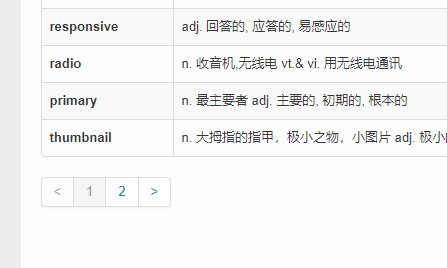 responsive adj. 回答的, 应答的, 易感应的
radio n. 收音机,无线电 vt.& vi. 用无线电通讯
primary n. 最主要者 adj. 主要的, 初期的, 根本的
thumbnail n. 大拇指的指甲，极小之物，小图片 adj. 极小
< 1 2 >